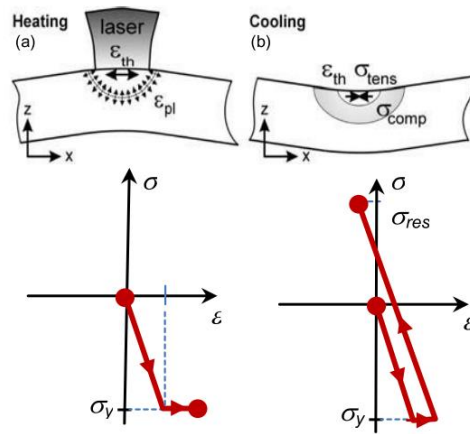 Heating
(a)
laser
ε_th
ε_pl
z
x
Cooling
(b)
ε_th σ_tens
σ_comp
z
x
σ
ε
σ_y
σ
σ_res
ε
σ_y